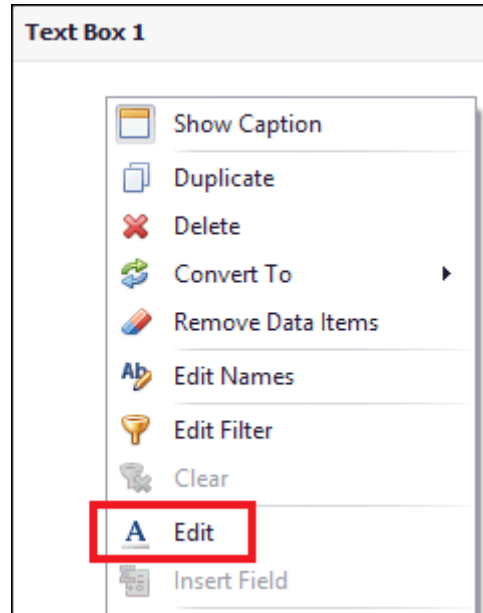 Text Box 1
Show Caption
Duplicate
Delete
Convert To
Remove Data Items
Edit Names
Edit Filter
Clear
Edit
Insert Field